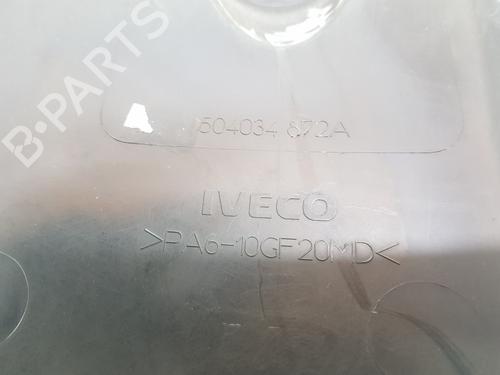 B-PARTS
504034 872A
IVECO
>PA6-10GF20MD<